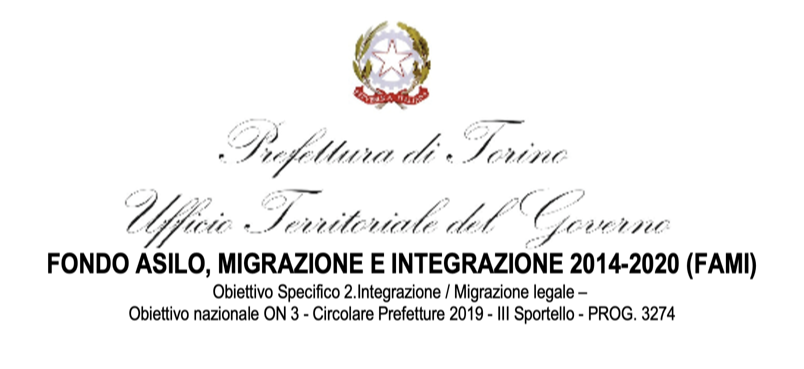 Prefettura di Torino
Ufficio Territoriale del Governo
FONDO ASILO, MIGRAZIONE E INTEGRAZIONE 2014-2020 (FAMI)
Obiettivo Specifico 2.Integrazione / Migrazione legale –
Obiettivo nazionale ON 3 - Circolare Prefetture 2019 - III Sportello - PROG. 3274